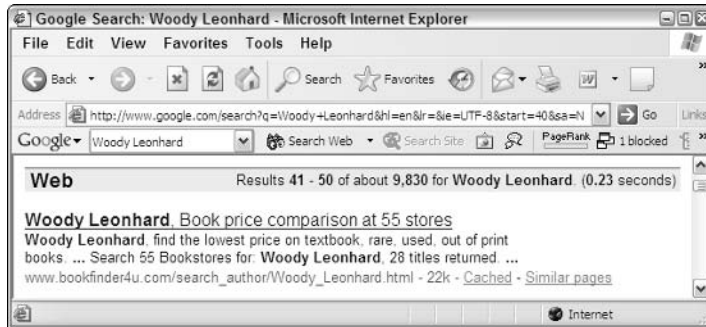 Google Search: Woody Leonhard - Microsoft Internet Explorer
File Edit View Favorites Tools Help
Back Search Favorites W
Address http://www.google.com/search?q=Woody+Leonhard&hl=en&lr=&ie=UTF-8&start=40&sa=N Go Links
Google Woody Leonhard Search Web Search Site PageRank 1 blocked
Web Results 41 - 50 of about 9,830 for Woody Leonhard. (0.23 seconds)
Woody Leonhard, Book price comparison at 55 stores
Woody Leonhard, find the lowest price on textbook, rare, used, out of print
books. ... Search 55 Bookstores for: Woody Leonhard, 28 titles returned. ...
www.bookfinder4u.com/search_author/Woody_Leonhard.html - 22k - Cached - Similar pages
Internet